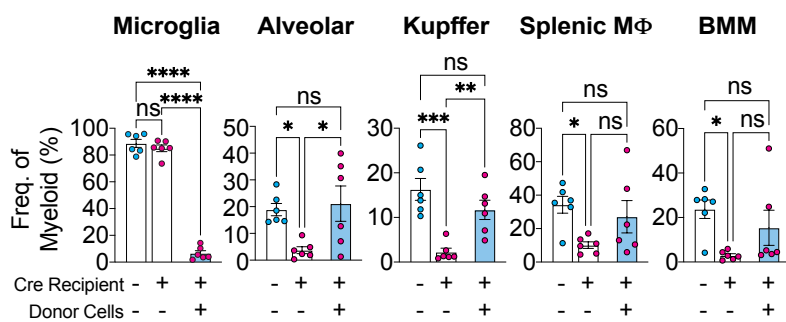 Microglia Alveolar Kupffer Splenic MΦ BMM
**** ns **** ns * * ns *** ** ns * ns ns * ns
Freq. of Myeloid (%)
100 80 60 40 20 0
50 40 30 20 10 0
30 20 10 0
80 60 40 20 0
60 40 20 0
Cre Recipient - + + - + + - + + - + + - + +
Donor Cells - - + - - + - - + - - + - - +